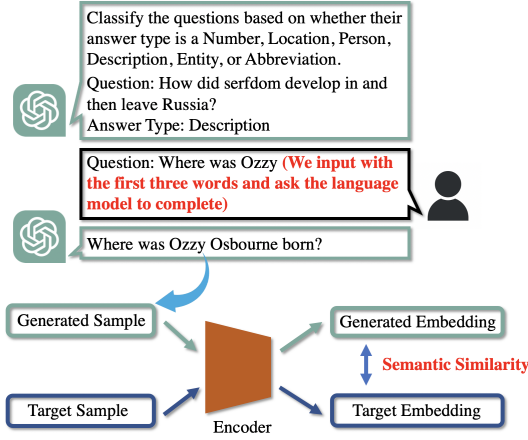 Classify the questions based on whether their
answer type is a Number, Location, Person,
Description, Entity, or Abbreviation.
Question: How did serfdom develop in and
then leave Russia?
Answer Type: Description
Question: Where was Ozzy (We input with
the first three words and ask the language
model to complete)
Where was Ozzy Osbourne born?
Generated Sample
Generated Embedding
Semantic Similarity
Target Sample
Target Embedding
Encoder